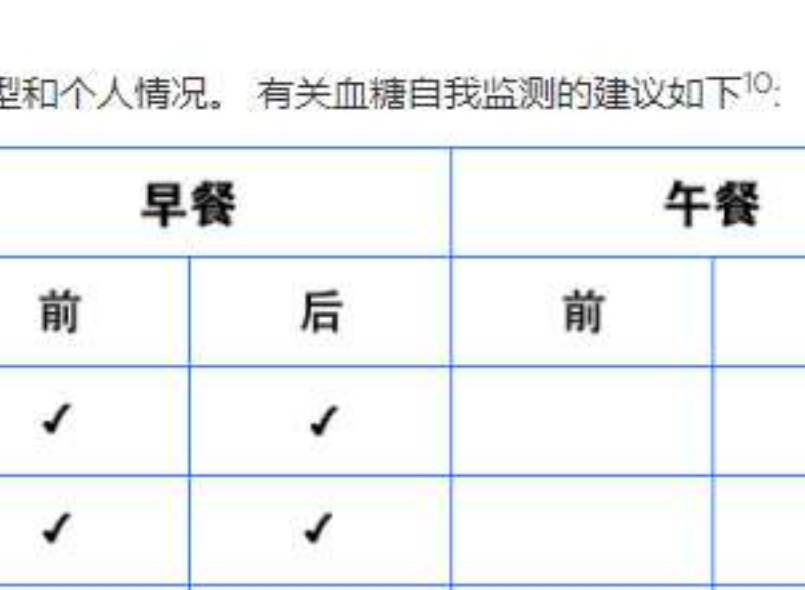 型和个人情况。 有关血糖自我监测的建议如下¹⁰:
早餐 午餐
前 后 前
✓ ✓
✓ ✓